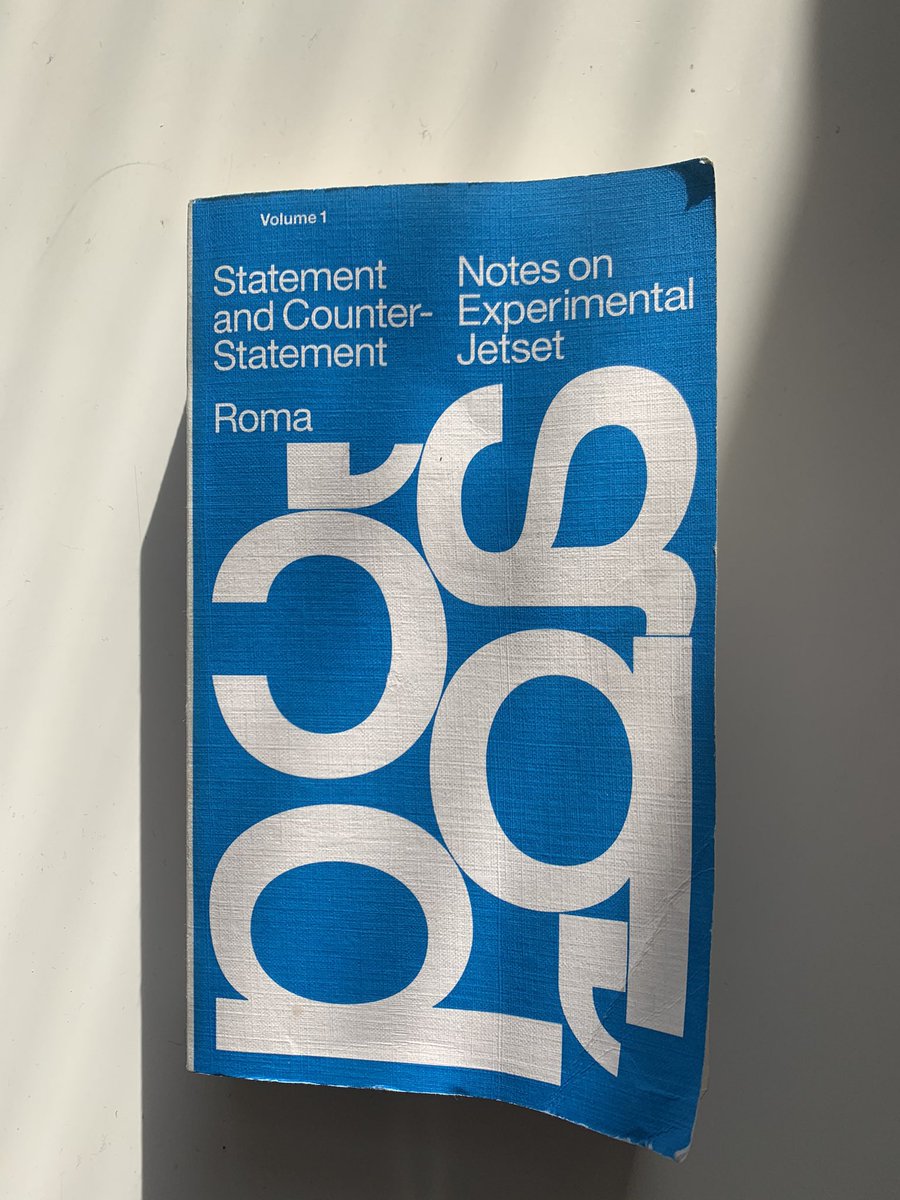 Volume 1
Statement
and Counter-
Statement
Notes on
Experimental
Jetset
Roma